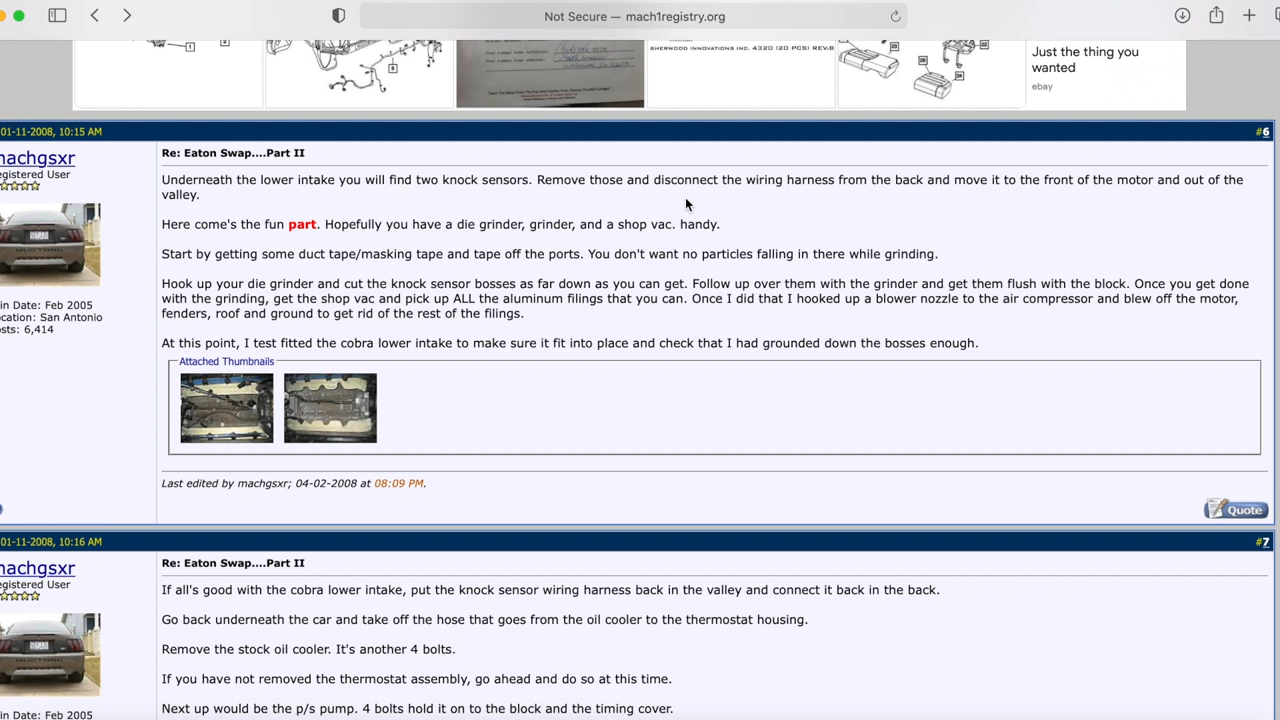 Not Secure — mach1registry.org
SHERWOOD INNOVATIONS INC. 4320 (20 PCS) REV.B
Just the thing you
wanted
ebay
01-11-2008, 10:15 AM
#6
machgsxr
egistered User
in Date: Feb 2005
ocation: San Antonio
osts: 6,414
Re: Eaton Swap....Part II
Underneath the lower intake you will find two knock sensors. Remove those and disconnect the wiring harness from the back and move it to the front of the motor and out of the
valley.
Here come's the fun part. Hopefully you have a die grinder, grinder, and a shop vac. handy.
Start by getting some duct tape/masking tape and tape off the ports. You don't want no particles falling in there while grinding.
Hook up your die grinder and cut the knock sensor bosses as far down as you can get. Follow up over them with the grinder and get them flush with the block. Once you get done
with the grinding, get the shop vac and pick up ALL the aluminum filings that you can. Once I did that I hooked up a blower nozzle to the air compressor and blew off the motor,
fenders, roof and ground to get rid of the rest of the filings.
At this point, I test fitted the cobra lower intake to make sure it fit into place and check that I had grounded down the bosses enough.
Attached Thumbnails
Last edited by machgsxr; 04-02-2008 at 08:09 PM.
Quote
01-11-2008, 10:16 AM
#7
machgsxr
egistered User
in Date: Feb 2005
Re: Eaton Swap....Part II
If all's good with the cobra lower intake, put the knock sensor wiring harness back in the valley and connect it back in the back.
Go back underneath the car and take off the hose that goes from the oil cooler to the thermostat housing.
Remove the stock oil cooler. It's another 4 bolts.
If you have not removed the thermostat assembly, go ahead and do so at this time.
Next up would be the p/s pump. 4 bolts hold it on to the block and the timing cover.